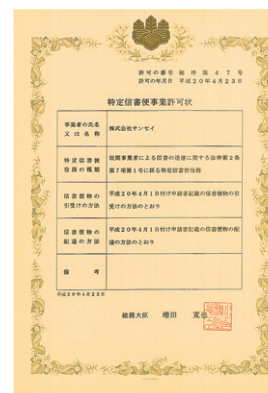 許可の番号 総特第47号
許可の年月日 平成20年4月23日
特定信書便事業許可状
事業者の氏名
又は名称
株式会社サンセイ
特定信書便
役務の種類
民間事業者による信書の送達に関する法律第2条
第7項第1号に係る特定信書便役務
信書便物の
引受けの方法
平成20年4月1日付け申請書記載の信書便物の引
受けの方法のとおり
信書便物の
配達の方法
平成20年4月1日付け申請書記載の信書便物の配
達の方法のとおり
備考
平成20年4月23日
総務大臣 増田 寛也